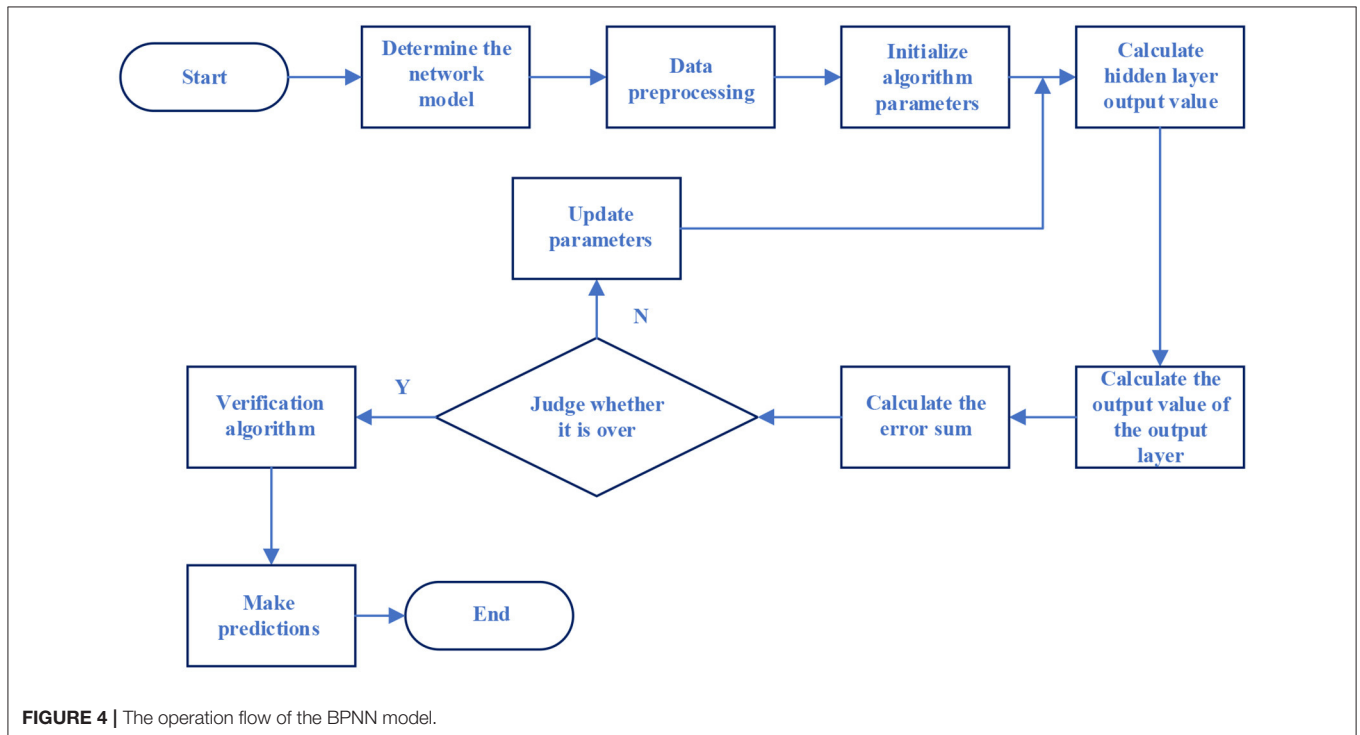 Start
Determine the
network
model
Data
preprocessing
Initialize
algorithm
parameters
Calculate
hidden layer
output value
Update
parameters
N
Y
Verification
algorithm
Judge whether
it is over
Calculate the
error sum
Calculate the
output value of
the output
layer
Make
predictions
End
FIGURE 4 | The operation flow of the BPNN model.